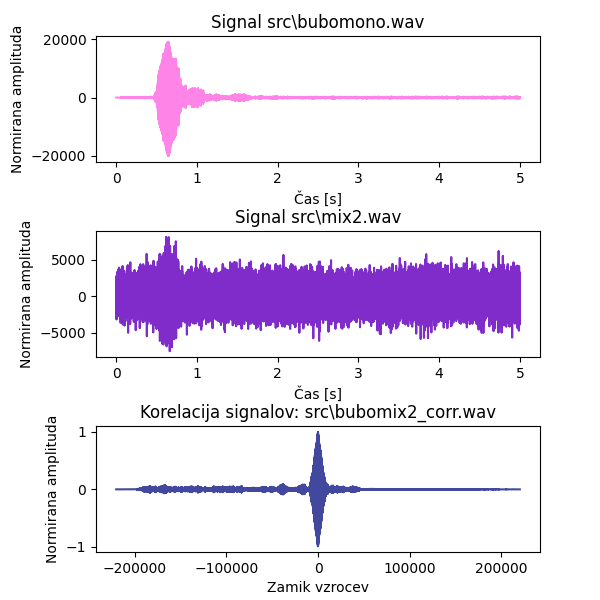 Signal src\bubomono.wav
Normirana amplituda
20000
0
−20000
0 1 2 3 4 5
Čas [s]
Signal src\mix2.wav
Normirana amplituda
5000
0
−5000
0 1 2 3 4 5
Čas [s]
Korelacija signalov: src\bubomix2_corr.wav
Normirana amplituda
1
0
−1
−200000 −100000 0 100000 200000
Zamik vzrocev